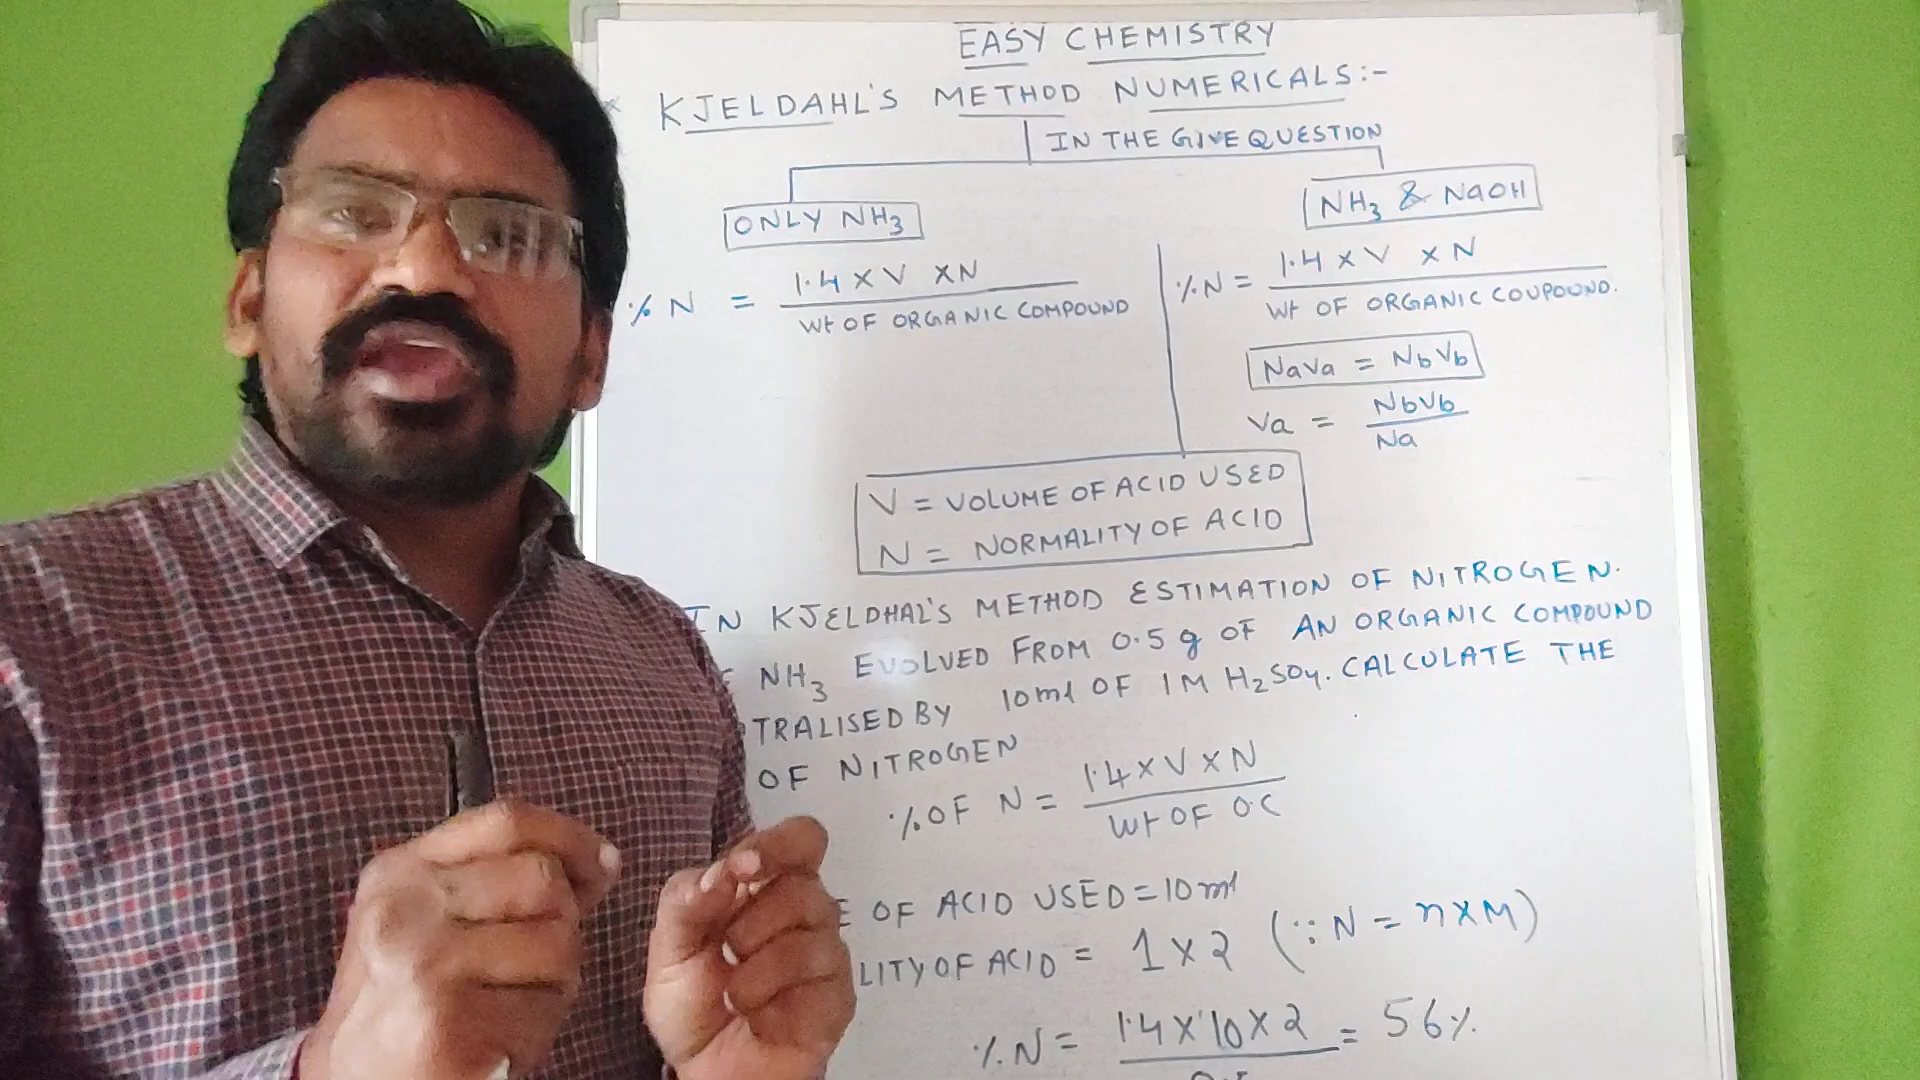 EASY CHEMISTRY
KJELDAHL'S METHOD NUMERICALS:-
IN THE GIVE QUESTION
ONLY NH3
NH3 & NaOH
% N = 1.4 x V x N / Wt OF ORGANIC COMPOUND
% N = 1.4 x V x N / Wt OF ORGANIC COUPOUND.
NaVa = NbVb
Va = NbVb / Na
V = VOLUME OF ACID USED
N = NORMALITY OF ACID
IN KJELDHAL'S METHOD ESTIMATION OF NITROGEN.
NH3 EVOLVED FROM 0.5 g OF AN ORGANIC COMPOUND
TRALISED BY 10ml OF 1M H2SO4. CALCULATE THE
OF NITROGEN
% OF N = 1.4 x V x N / Wt OF O.C
E OF ACID USED = 10 ml
LITY OF ACID = 1 x 2 (∵ N = n x M)
% N = 1.4 x 10 x 2 / = 56 %